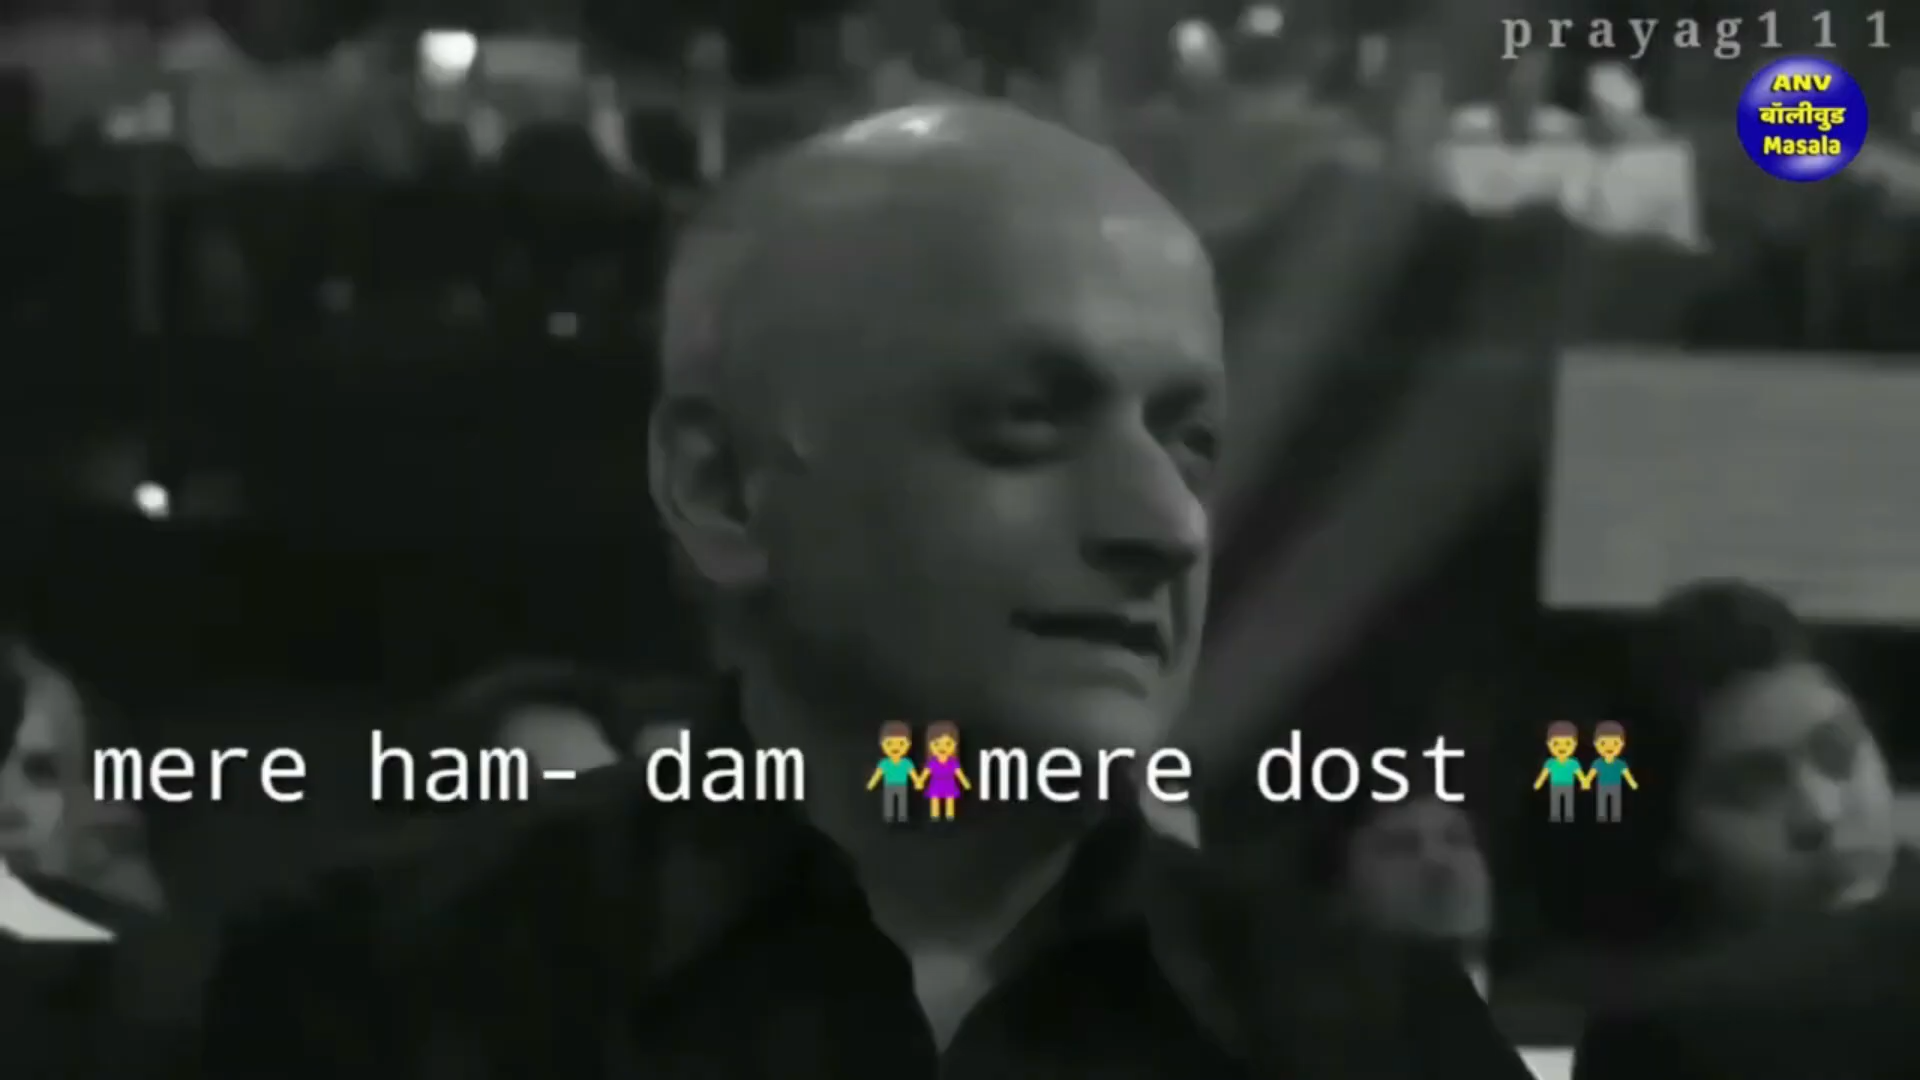 prayag111
ANV
बॉलीवुड
Masala
mere ham- dam 👫mere dost 👬